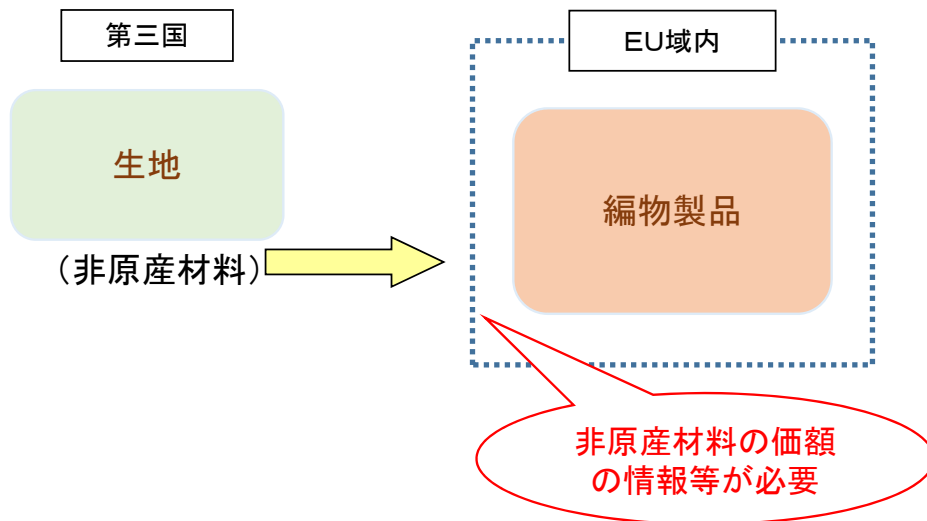 第三国
EU域内
生地
編物製品
（非原産材料）
非原産材料の価額
の情報等が必要